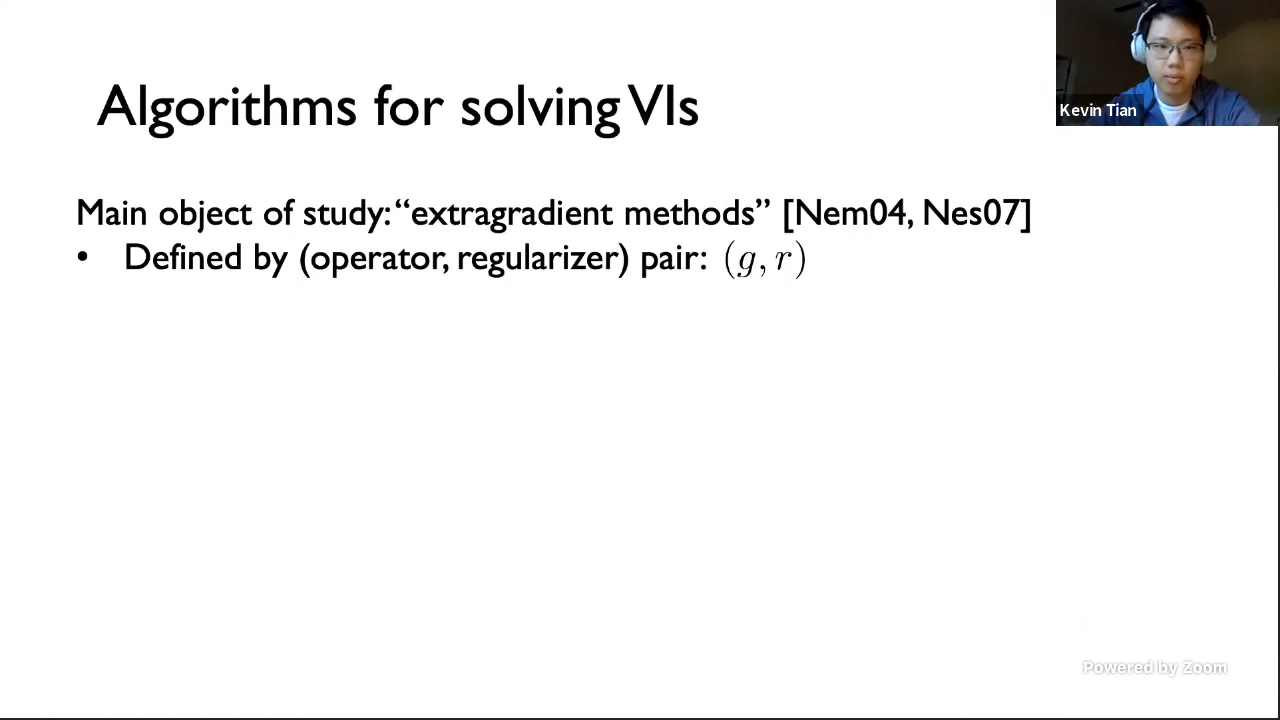 Kevin Tian
Algorithms for solving VIs
Main object of study: “extragradient methods” [Nem04, Nes07]
• Defined by (operator, regularizer) pair: (g, r)
Powered by Zoom